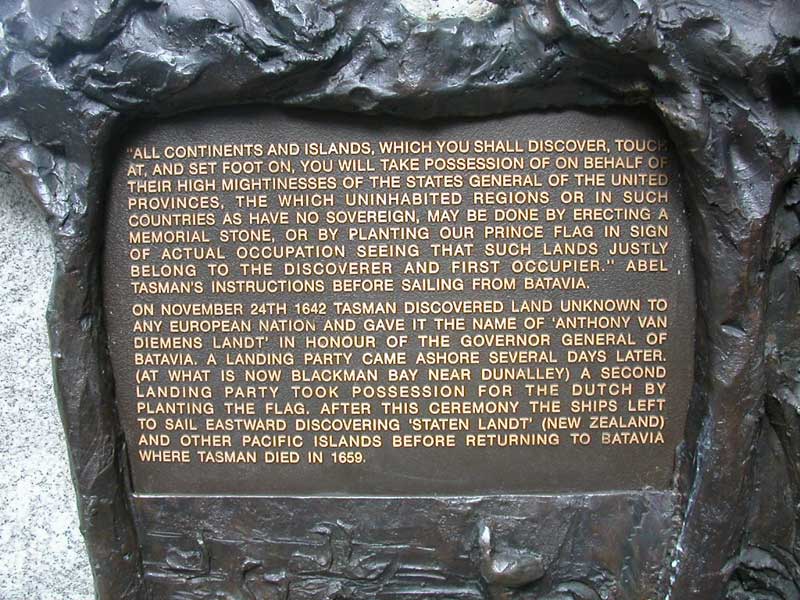 "ALL CONTINENTS AND ISLANDS, WHICH YOU SHALL DISCOVER, TOUCH
AT, AND SET FOOT ON, YOU WILL TAKE POSSESSION OF ON BEHALF OF
THEIR HIGH MIGHTINESSES OF THE STATES GENERAL OF THE UNITED
PROVINCES, THE WHICH UNINHABITED REGIONS OR IN SUCH
COUNTRIES AS HAVE NO SOVEREIGN, MAY BE DONE BY ERECTING A
MEMORIAL STONE, OR BY PLANTING OUR PRINCE FLAG IN SIGN
OF ACTUAL OCCUPATION SEEING THAT SUCH LANDS JUSTLY
BELONG TO THE DISCOVERER AND FIRST OCCUPIER." ABEL
TASMAN'S INSTRUCTIONS BEFORE SAILING FROM BATAVIA.
ON NOVEMBER 24TH 1642 TASMAN DISCOVERED LAND UNKNOWN TO
ANY EUROPEAN NATION AND GAVE IT THE NAME OF 'ANTHONY VAN
DIEMENS LANDT' IN HONOUR OF THE GOVERNOR GENERAL OF
BATAVIA. A LANDING PARTY CAME ASHORE SEVERAL DAYS LATER.
(AT WHAT IS NOW BLACKMAN BAY NEAR DUNALLEY) A SECOND
LANDING PARTY TOOK POSSESSION FOR THE DUTCH BY
PLANTING THE FLAG. AFTER THIS CEREMONY THE SHIPS LEFT
TO SAIL EASTWARD DISCOVERING 'STATEN LANDT' (NEW ZEALAND)
AND OTHER PACIFIC ISLANDS BEFORE RETURNING TO BATAVIA
WHERE TASMAN DIED IN 1659.